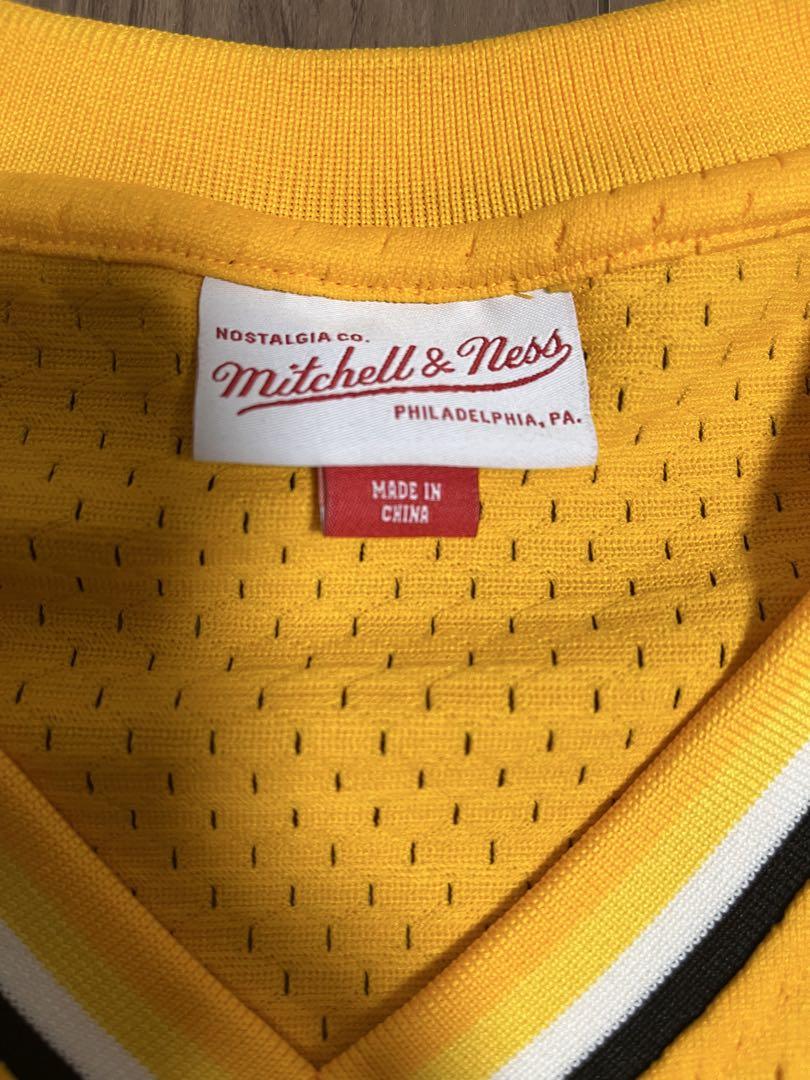 NOSTALGIA CO.
Mitchell & Ness
PHILADELPHIA, PA.
MADE IN
CHINA